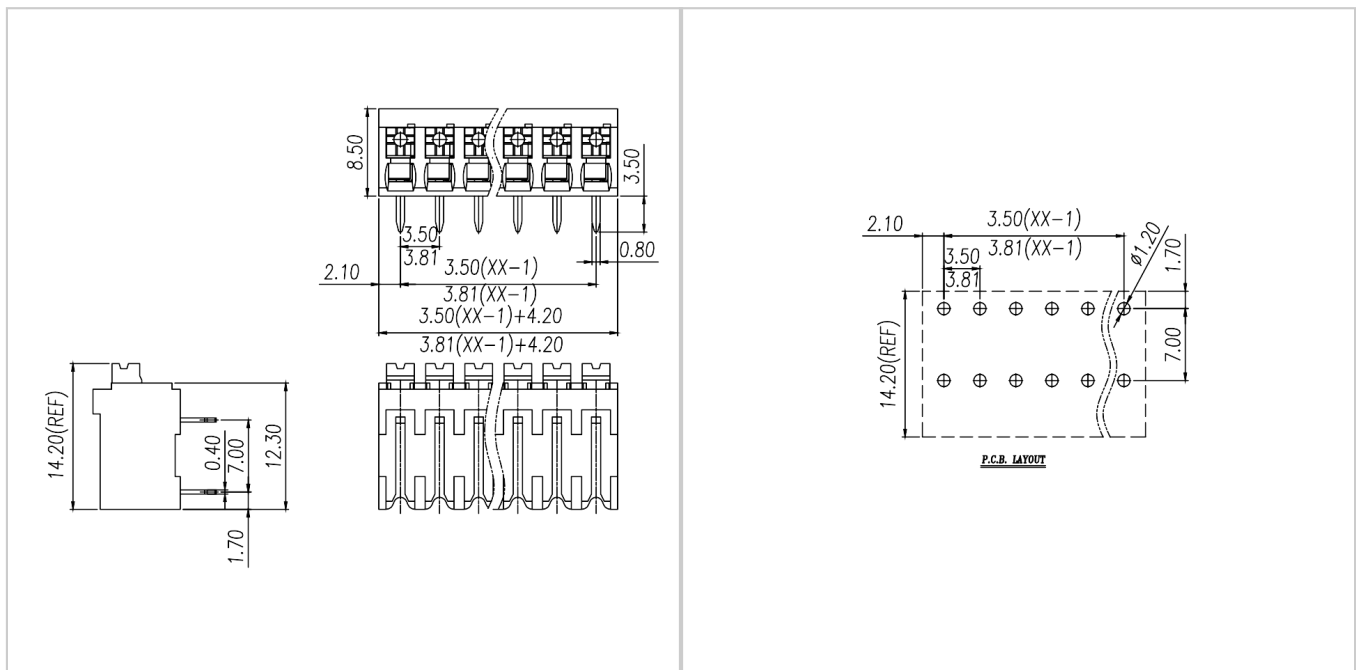 8.50
3.50
3.50
3.81
0.80
2.10
3.50(XX-1)
3.81(XX-1)
3.50(XX-1)+4.20
3.81(XX-1)+4.20
14.20(REF)
0.40
7.00
12.30
1.70
2.10
3.50(XX-1)
3.81(XX-1)
3.50
3.81
ø1.20
1.70
14.20(REF)
7.00
P.C.B. LAYOUT